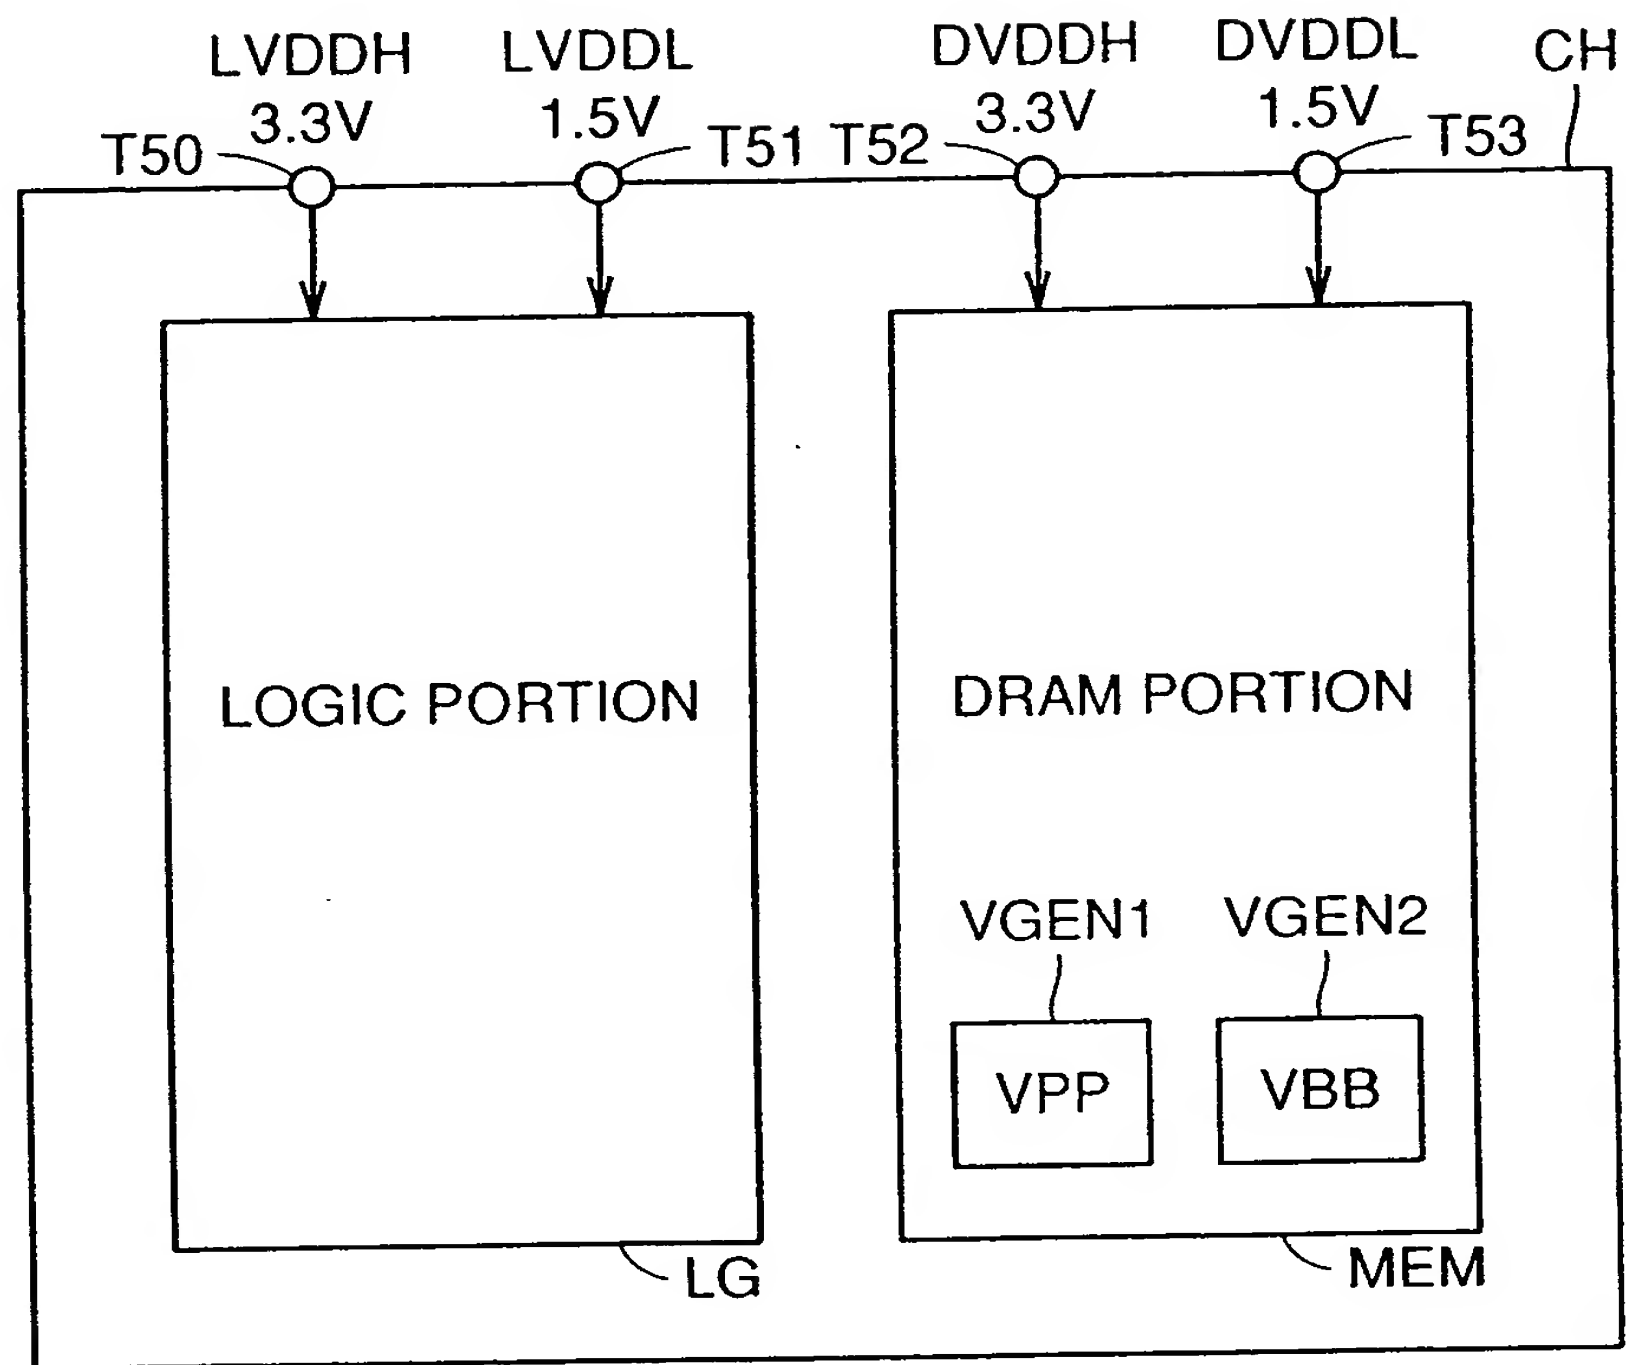 LVDDH LVDDL DVDDH DVDDL CH
3.3V 1.5V 3.3V 1.5V
T50 T51 T52 T53
LOGIC PORTION DRAM PORTION
VGEN1 VGEN2
VPP VBB
LG MEM